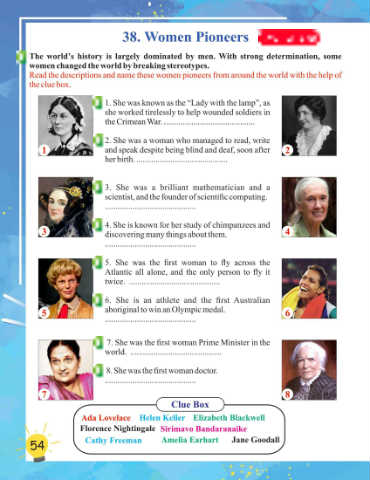 38. Women Pioneers
The world's history is largely dominated by men. With strong determination, some
women changed the world by breaking stereotypes.
Read the descriptions and name these women pioneers from around the world with the help of
the clue box.
1. She was known as the “Lady with the lamp”, as
she worked tirelessly to help wounded soldiers in
the Crimean War. ..........................................
1
2
2. She was a woman who managed to read, write
and speak despite being blind and deaf, soon after
her birth. ..........................................
3. She was a brilliant mathematician and a
scientist, and the founder of scientific computing.
..........................................
3
4
4. She is known for her study of chimpanzees and
discovering many things about them.
..........................................
5. She was the first woman to fly across the
Atlantic all alone, and the only person to fly it
twice. ..........................................
5
6
6. She is an athlete and the first Australian
aboriginal to win an Olympic medal.
..........................................
7. She was the first woman Prime Minister in the
world. ..........................................
8. She was the first woman doctor.
..........................................
7
8
Clue Box
Ada Lovelace Helen Keller Elizabeth Blackwell
Florence Nightingale Sirimavo Bandaranaike
Cathy Freeman Amelia Earhart Jane Goodall
54